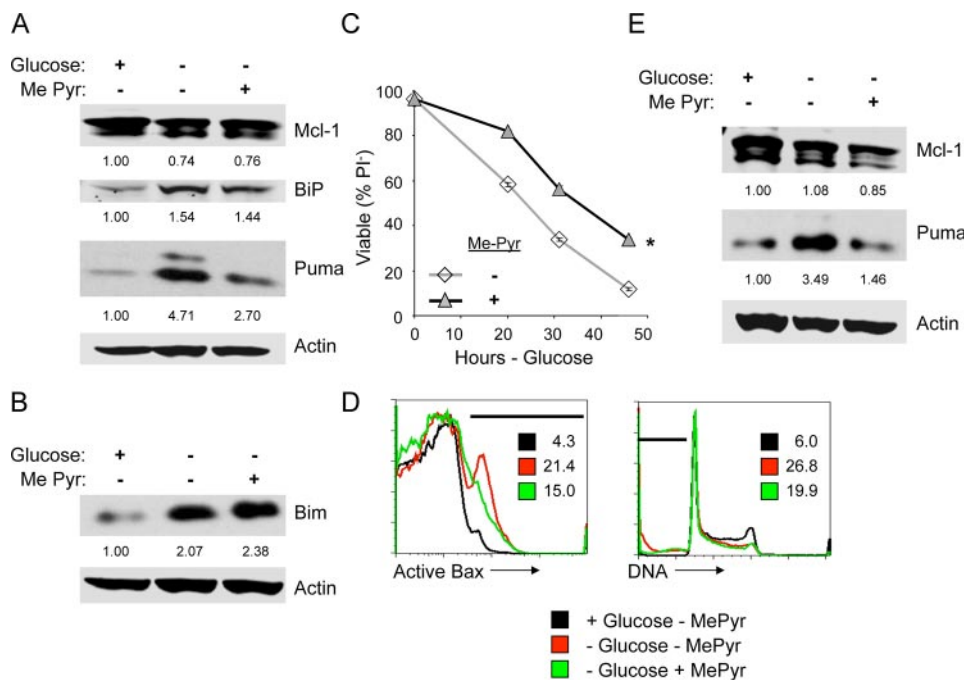 A
Glucose: + - -
Me Pyr: - - +
Mcl-1
1.00 0.74 0.76
BiP
1.00 1.54 1.44
Puma
1.00 4.71 2.70
Actin
B
Glucose: + - -
Me Pyr: - - +
Bim
1.00 2.07 2.38
Actin
C
Viable (% PI-)
100
80
60
40
20
0
Me-Pyr
-
+
*
0 10 20 30 40 50
Hours - Glucose
D
4.3
21.4
15.0
Active Bax
6.0
26.8
19.9
DNA
+ Glucose - MePyr
- Glucose - MePyr
- Glucose + MePyr
E
Glucose: + - -
Me Pyr: - - +
Mcl-1
1.00 1.08 0.85
Puma
1.00 3.49 1.46
Actin